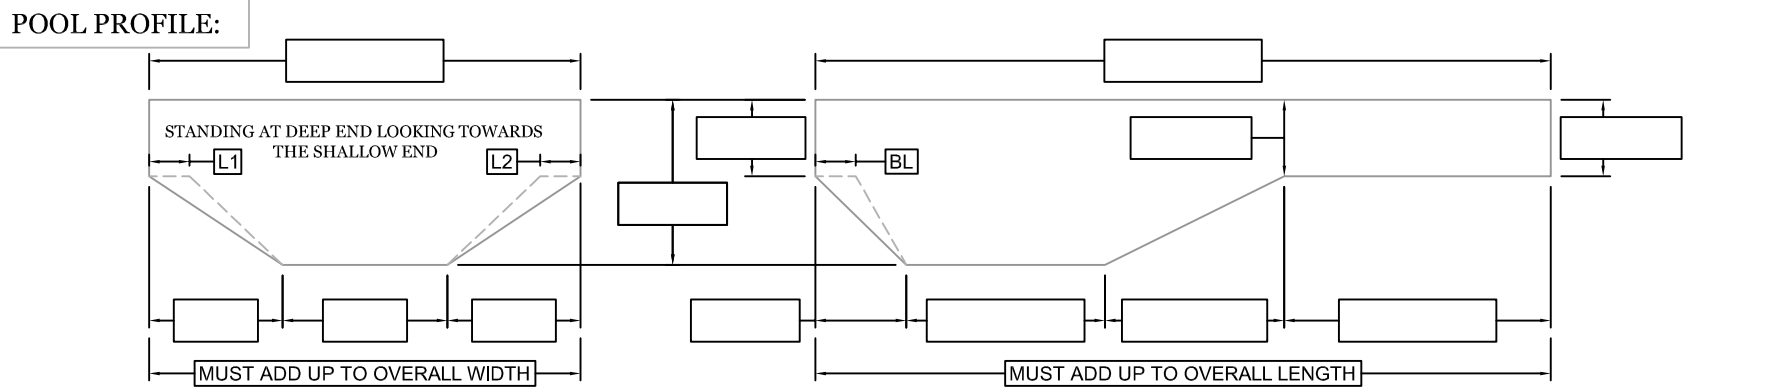 POOL PROFILE:
STANDING AT DEEP END LOOKING TOWARDS
THE SHALLOW END
L1
L2
BL
MUST ADD UP TO OVERALL WIDTH
MUST ADD UP TO OVERALL LENGTH